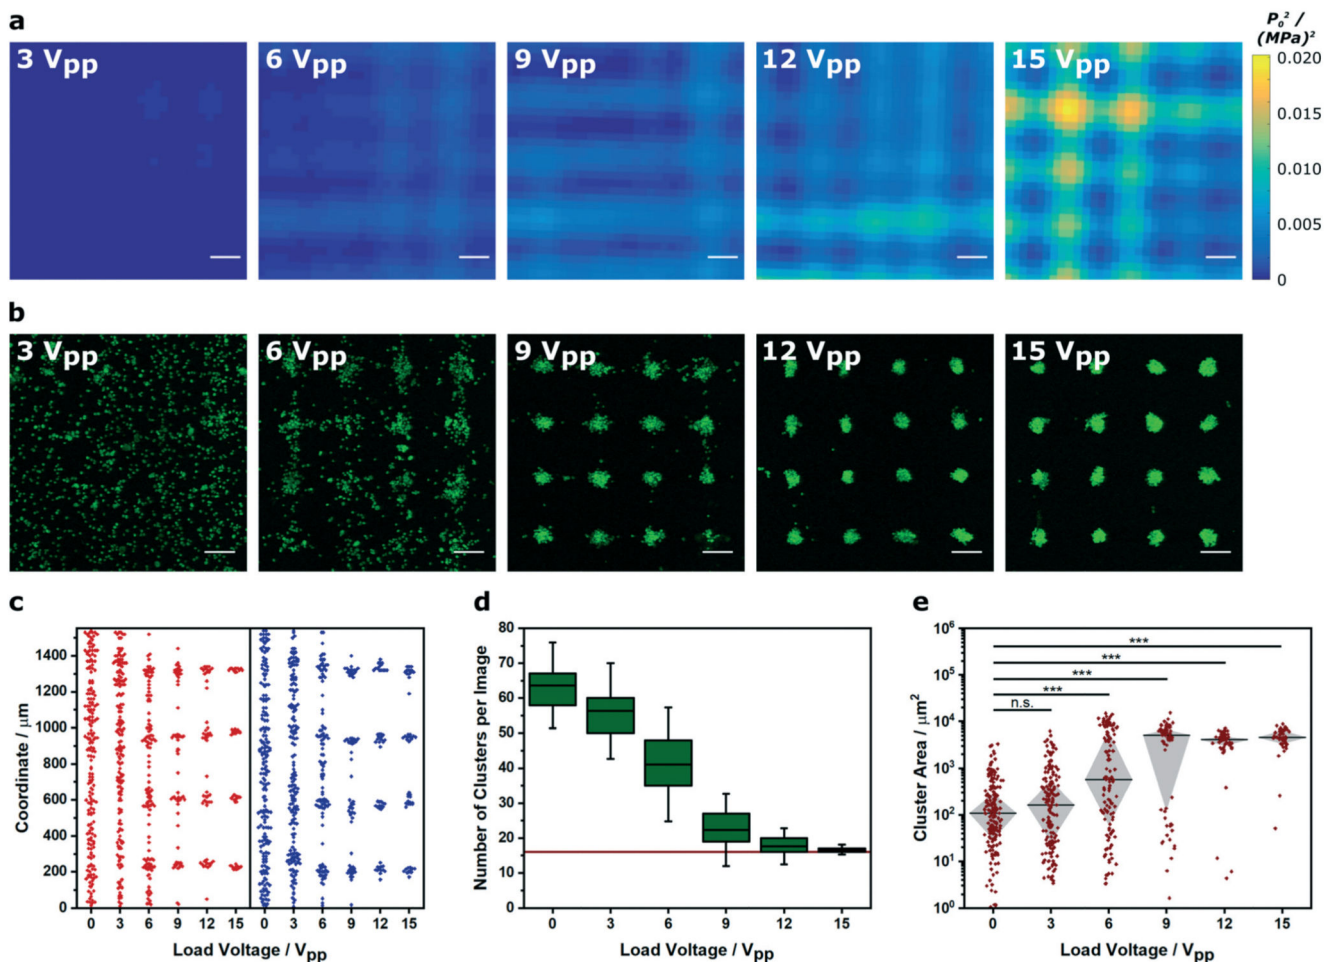 a
P₀² /
(MPa)²
3 Vpp 6 Vpp 9 Vpp 12 Vpp 15 Vpp
0.020
0.015
0.010
0.005
0
b
3 Vpp 6 Vpp 9 Vpp 12 Vpp 15 Vpp
c
Coordinate / μm
1400
1200
1000
800
600
400
200
0
0 3 6 9 12 15 0 3 6 9 12 15
Load Voltage / Vpp
d
Number of Clusters per Image
80
70
60
50
40
30
20
10
0
0 3 6 9 12 15
Load Voltage / Vpp
e
Cluster Area / μm²
10⁶
10⁵
10⁴
10³
10²
10¹
10⁰
***
***
***
***
n.s.
0 3 6 9 12 15
Load Voltage / Vpp